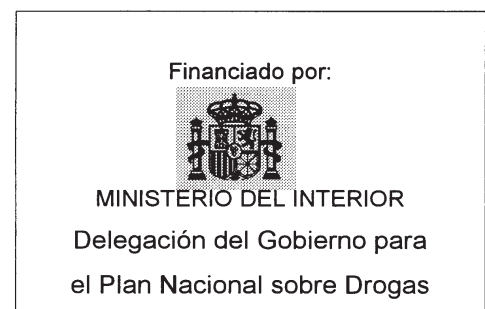 Financiado por:
MINISTERIO DEL INTERIOR
Delegación del Gobierno para
el Plan Nacional sobre Drogas